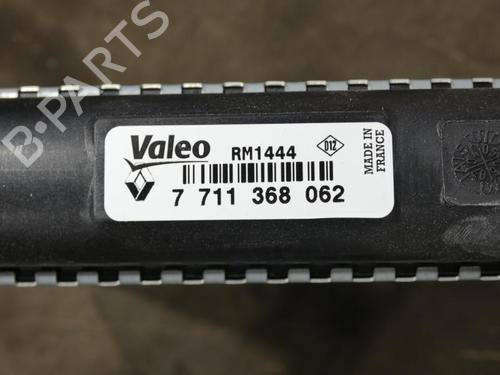 B-PARTS
Valeo RM1444 D12
7 711 368 062
MADE IN
FRANCE